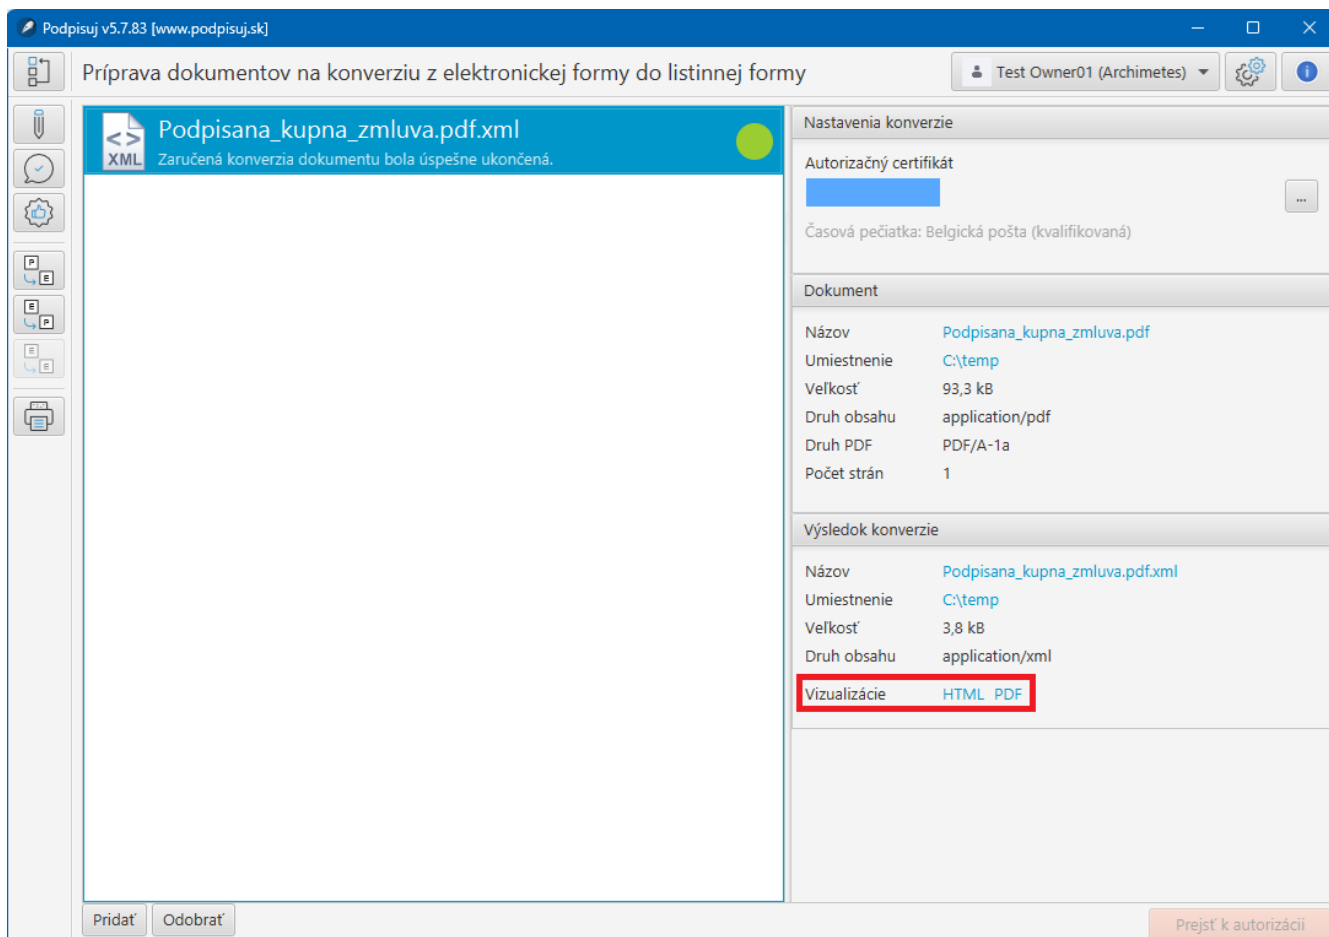 Podpisuj v5.7.83 [www.podpisuj.sk]
Príprava dokumentov na konverziu z elektronickej formy do listinnej formy
Test Owner01 (Archimetes)
Podpisana_kupna_zmluva.pdf.xml
XML
Zaručená konverzia dokumentu bola úspešne ukončená.
P
E
E
P
E
E
Nastavenia konverzie
Autorizačný certifikát
...
Časová pečiatka: Belgická pošta (kvalifikovaná)
Dokument
Názov Podpisana_kupna_zmluva.pdf
Umiestnenie C:\temp
Veľkosť 93,3 kB
Druh obsahu application/pdf
Druh PDF PDF/A-1a
Počet strán 1
Výsledok konverzie
Názov Podpisana_kupna_zmluva.pdf.xml
Umiestnenie C:\temp
Veľkosť 3,8 kB
Druh obsahu application/xml
Vizualizácie HTML PDF
Pridať Odobrať
Prejsť k autorizácii